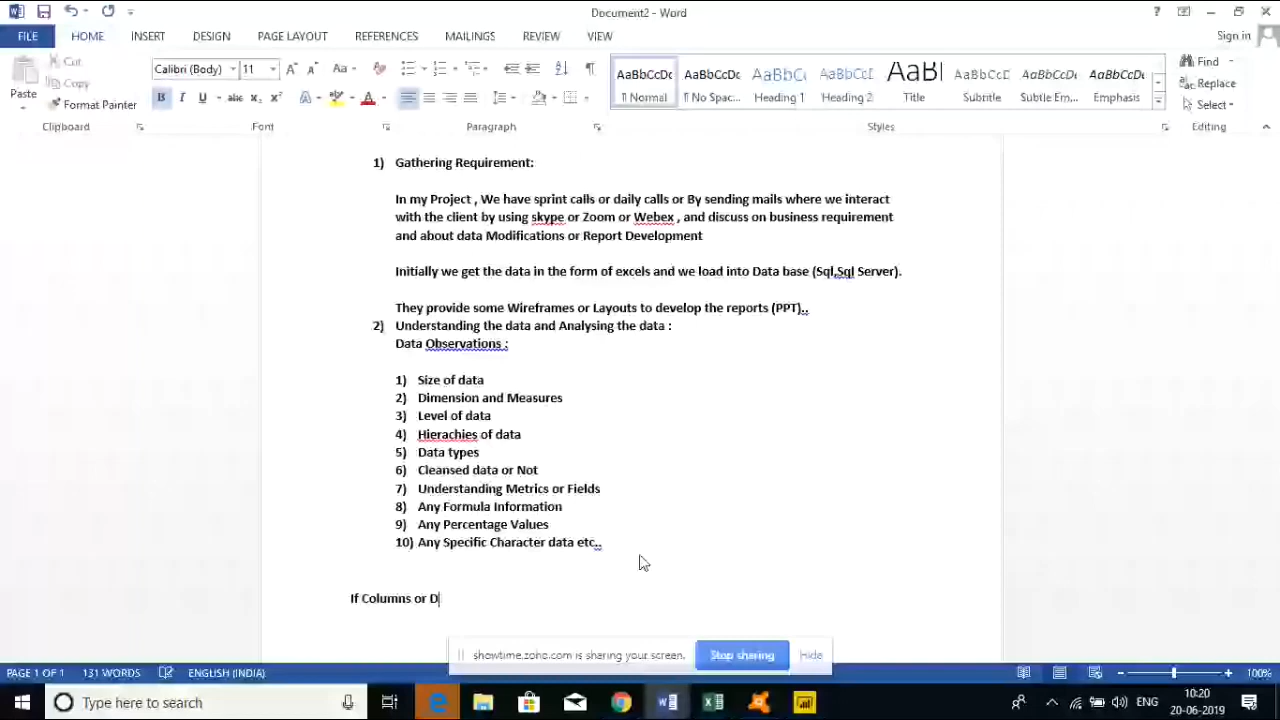 Document2 - Word
?
FILE HOME INSERT DESIGN PAGE LAYOUT REFERENCES MAILINGS REVIEW VIEW Sign in
Paste
Cut
Copy
Format Painter
Calibri (Body) 11
B I U abc x₂ x²
AaBbCcDc AaBbCcDc AaBbCc AaBbCcC AaBb AaBbCcD AaBbCcDc AaBbCcDc
¶ Normal ¶ No Spac... Heading 1 Heading 2 Title Subtitle Subtle Em... Emphasis
Find
Replace
Select
Clipboard Font Paragraph Styles Editing
1) Gathering Requirement:
In my Project , We have sprint calls or daily calls or By sending mails where we interact
with the client by using skype or Zoom or Webex , and discuss on business requirement
and about data Modifications or Report Development
Initially we get the data in the form of excels and we load into Data base (Sql,Sql Server).
They provide some Wireframes or Layouts to develop the reports (PPT)..
2) Understanding the data and Analysing the data :
Data Observations :
1) Size of data
2) Dimension and Measures
3) Level of data
4) Hierachies of data
5) Data types
6) Cleansed data or Not
7) Understanding Metrics or Fields
8) Any Formula Information
9) Any Percentage Values
10) Any Specific Character data etc..
If Columns or D
showtime.zoho.com is sharing your screen. Stop sharing Hide
PAGE 1 OF 1 131 WORDS ENGLISH (INDIA) 100%
Type here to search
ENG
10:20
20-06-2019